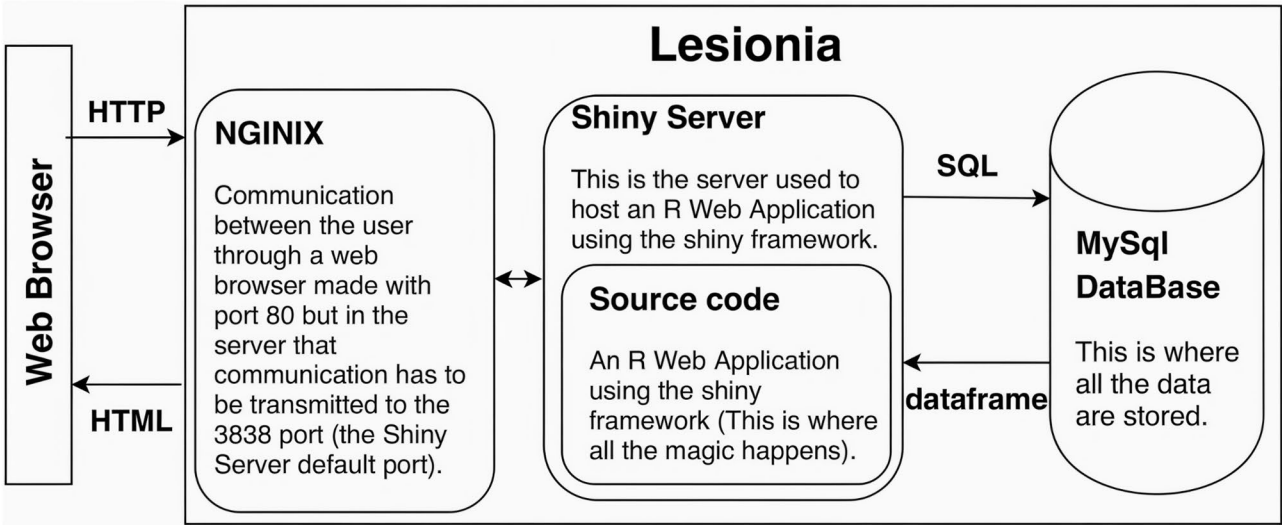 Lesionia
Web Browser
HTTP
HTML
NGINIX
Communication
between the user
through a web
browser made with
port 80 but in the
server that
communication has to
be transmitted to the
3838 port (the Shiny
Server default port).
Shiny Server
This is the server used to
host an R Web Application
using the shiny framework.
Source code
An R Web Application
using the shiny
framework (This is where
all the magic happens).
SQL
dataframe
MySql
DataBase
This is where
all the data
are stored.